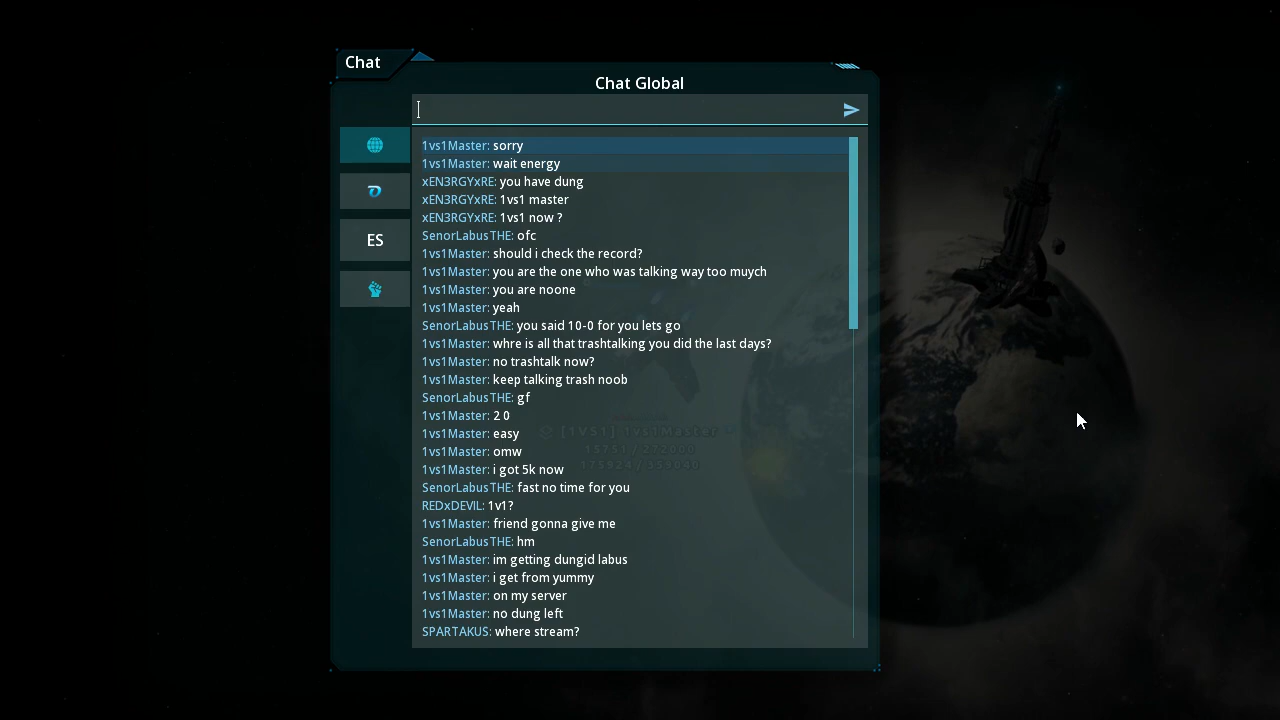 Chat
Chat Global
ES
1vs1Master: sorry
1vs1Master: wait energy
xEN3RGYxRE: you have dung
xEN3RGYxRE: 1vs1 master
xEN3RGYxRE: 1vs1 now ?
SenorLabusTHE: ofc
1vs1Master: should i check the record?
1vs1Master: you are the one who was talking way too muych
1vs1Master: you are noone
1vs1Master: yeah
SenorLabusTHE: you said 10-0 for you lets go
1vs1Master: whre is all that trashtalking you did the last days?
1vs1Master: no trashtalk now?
1vs1Master: keep talking trash noob
SenorLabusTHE: gf
1vs1Master: 2 0
1vs1Master: easy
1vs1Master: omw
1vs1Master: i got 5k now
SenorLabusTHE: fast no time for you
REDxDEVIL: 1v1?
1vs1Master: friend gonna give me
SenorLabusTHE: hm
1vs1Master: im getting dungid labus
1vs1Master: i get from yummy
1vs1Master: on my server
1vs1Master: no dung left
SPARTAKUS: where stream?
[1VS1] 1vs1Master